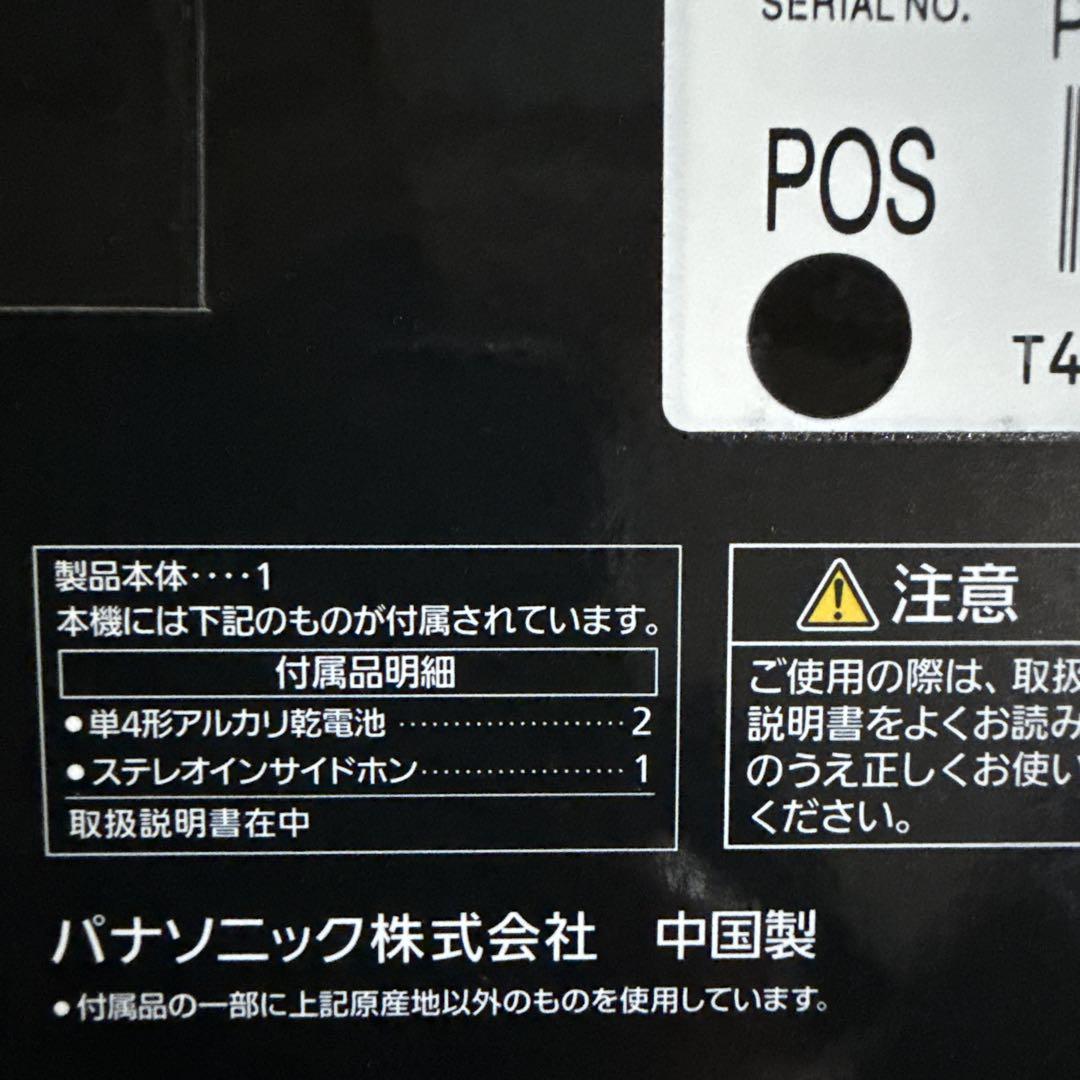 SERIAL NO.
POS
T4
製品本体････1
本機には下記のものが付属されています。
付属品明細
●単4形アルカリ乾電池 ………………… 2
●ステレオインサイドホン………………… 1
取扱説明書在中
注意
ご使用の際は、取扱
説明書をよくお読み
のうえ正しくお使い
ください。
パナソニック株式会社 中国製
●付属品の一部に上記原産地以外のものを使用しています。